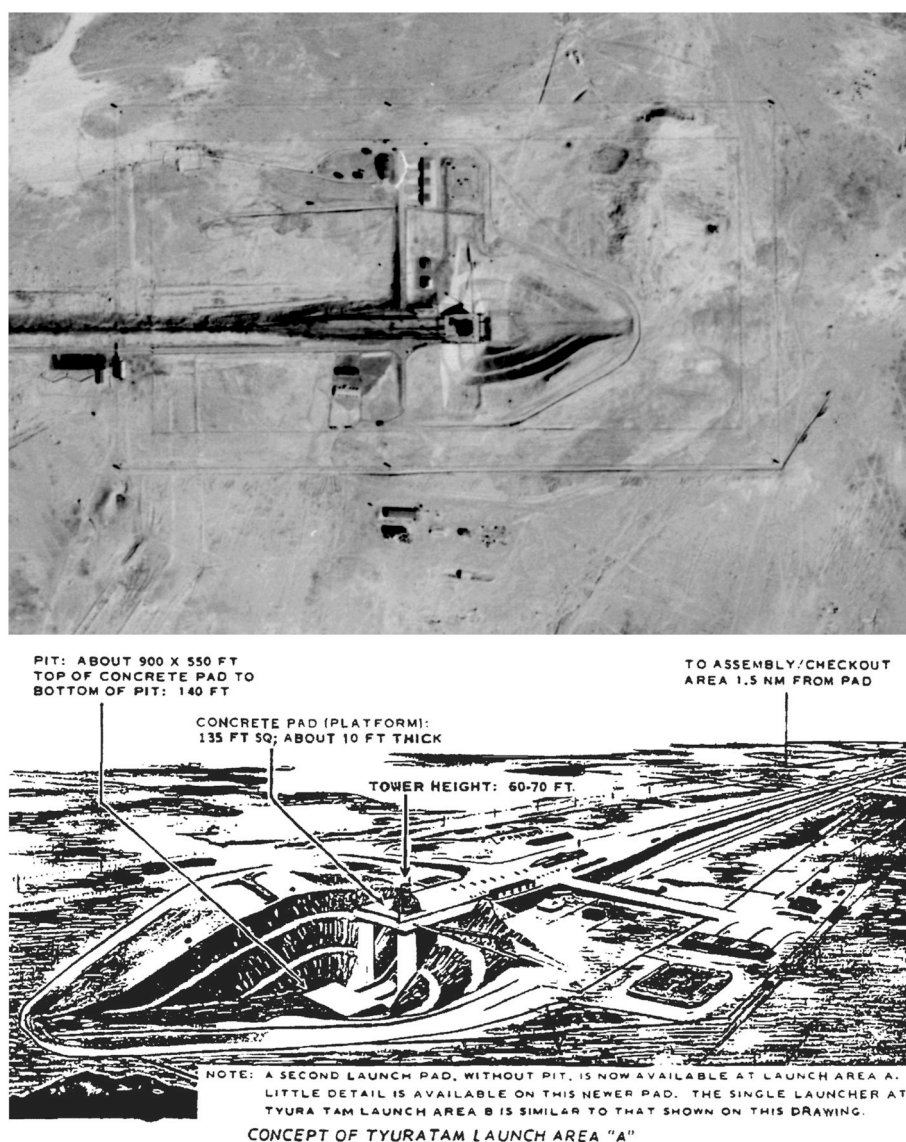 PIT: ABOUT 900 X 550 FT
TOP OF CONCRETE PAD TO
BOTTOM OF PIT: 140 FT
TO ASSEMBLY/CHECKOUT
AREA 1.5 NM FROM PAD
CONCRETE PAD (PLATFORM):
135 FT SQ; ABOUT 10 FT THICK
TOWER HEIGHT: 60-70 FT.
NOTE: A SECOND LAUNCH PAD, WITHOUT PIT, IS NOW AVAILABLE AT LAUNCH AREA A.
LITTLE DETAIL IS AVAILABLE ON THIS NEWER PAD. THE SINGLE LAUNCHER AT
TYURA TAM LAUNCH AREA B IS SIMILAR TO THAT SHOWN ON THIS DRAWING.
CONCEPT OF TYURATAM LAUNCH AREA "A"